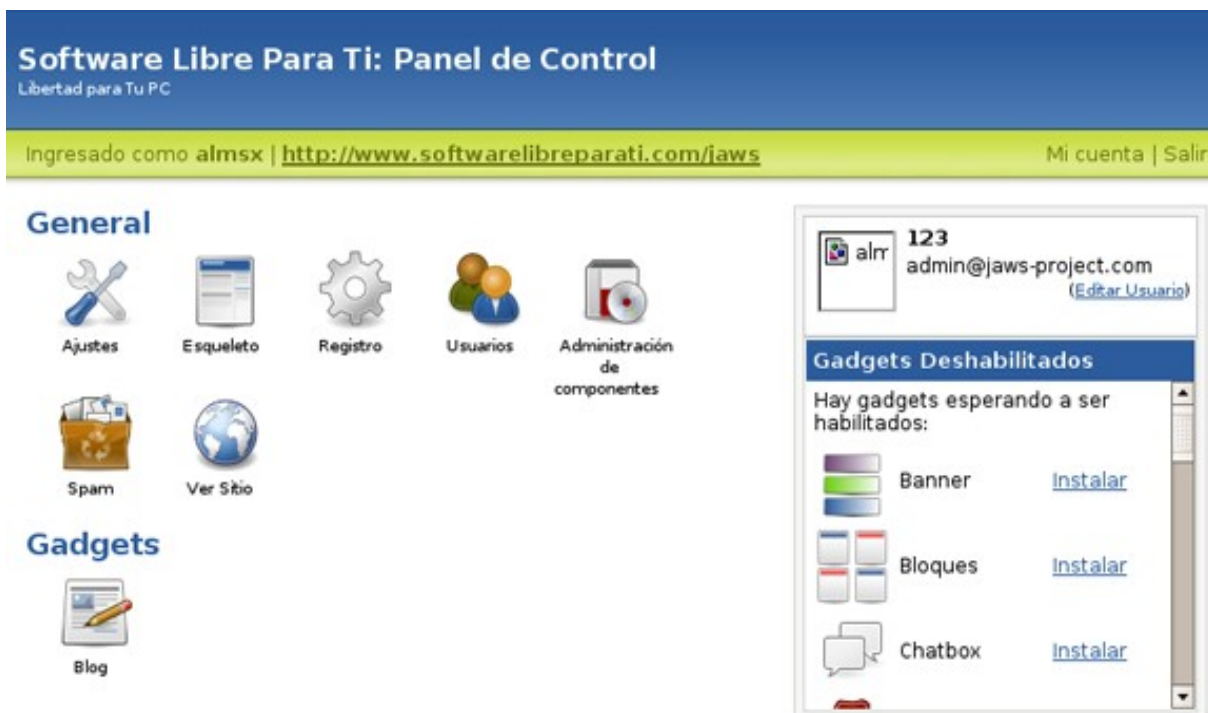 Software Libre Para Ti: Panel de Control
Libertad para Tu PC
Ingresado como almsx | http://www.softwarelibreparati.com/jaws
Mi cuenta | Salir
General
Ajustes
Esqueleto
Registro
Usuarios
Administración
de
componentes
Spam
Ver Sitio
Gadgets
Blog
123
admin@jaws-project.com
(Editar Usuario)
Gadgets Deshabilitados
Hay gadgets esperando a ser
habilitados:
Banner Instalar
Bloques Instalar
Chatbox Instalar